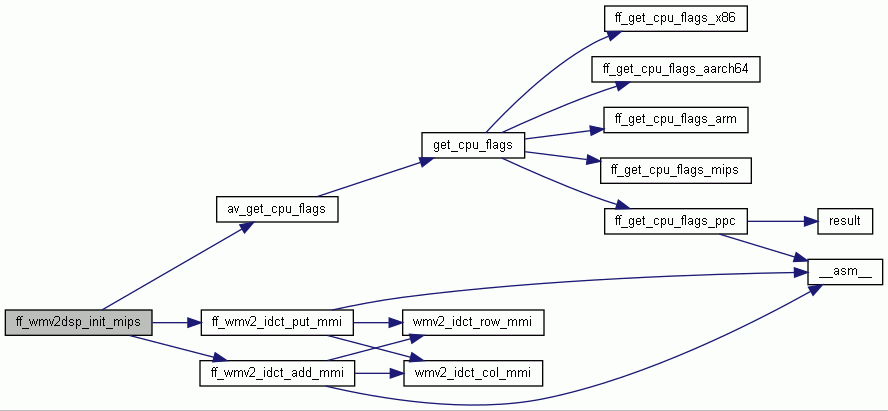 ff_get_cpu_flags_x86
ff_get_cpu_flags_aarch64
ff_get_cpu_flags_arm
get_cpu_flags
ff_get_cpu_flags_mips
av_get_cpu_flags
ff_get_cpu_flags_ppc
result
__asm__
ff_wmv2dsp_init_mips
ff_wmv2_idct_put_mmi
wmv2_idct_row_mmi
ff_wmv2_idct_add_mmi
wmv2_idct_col_mmi